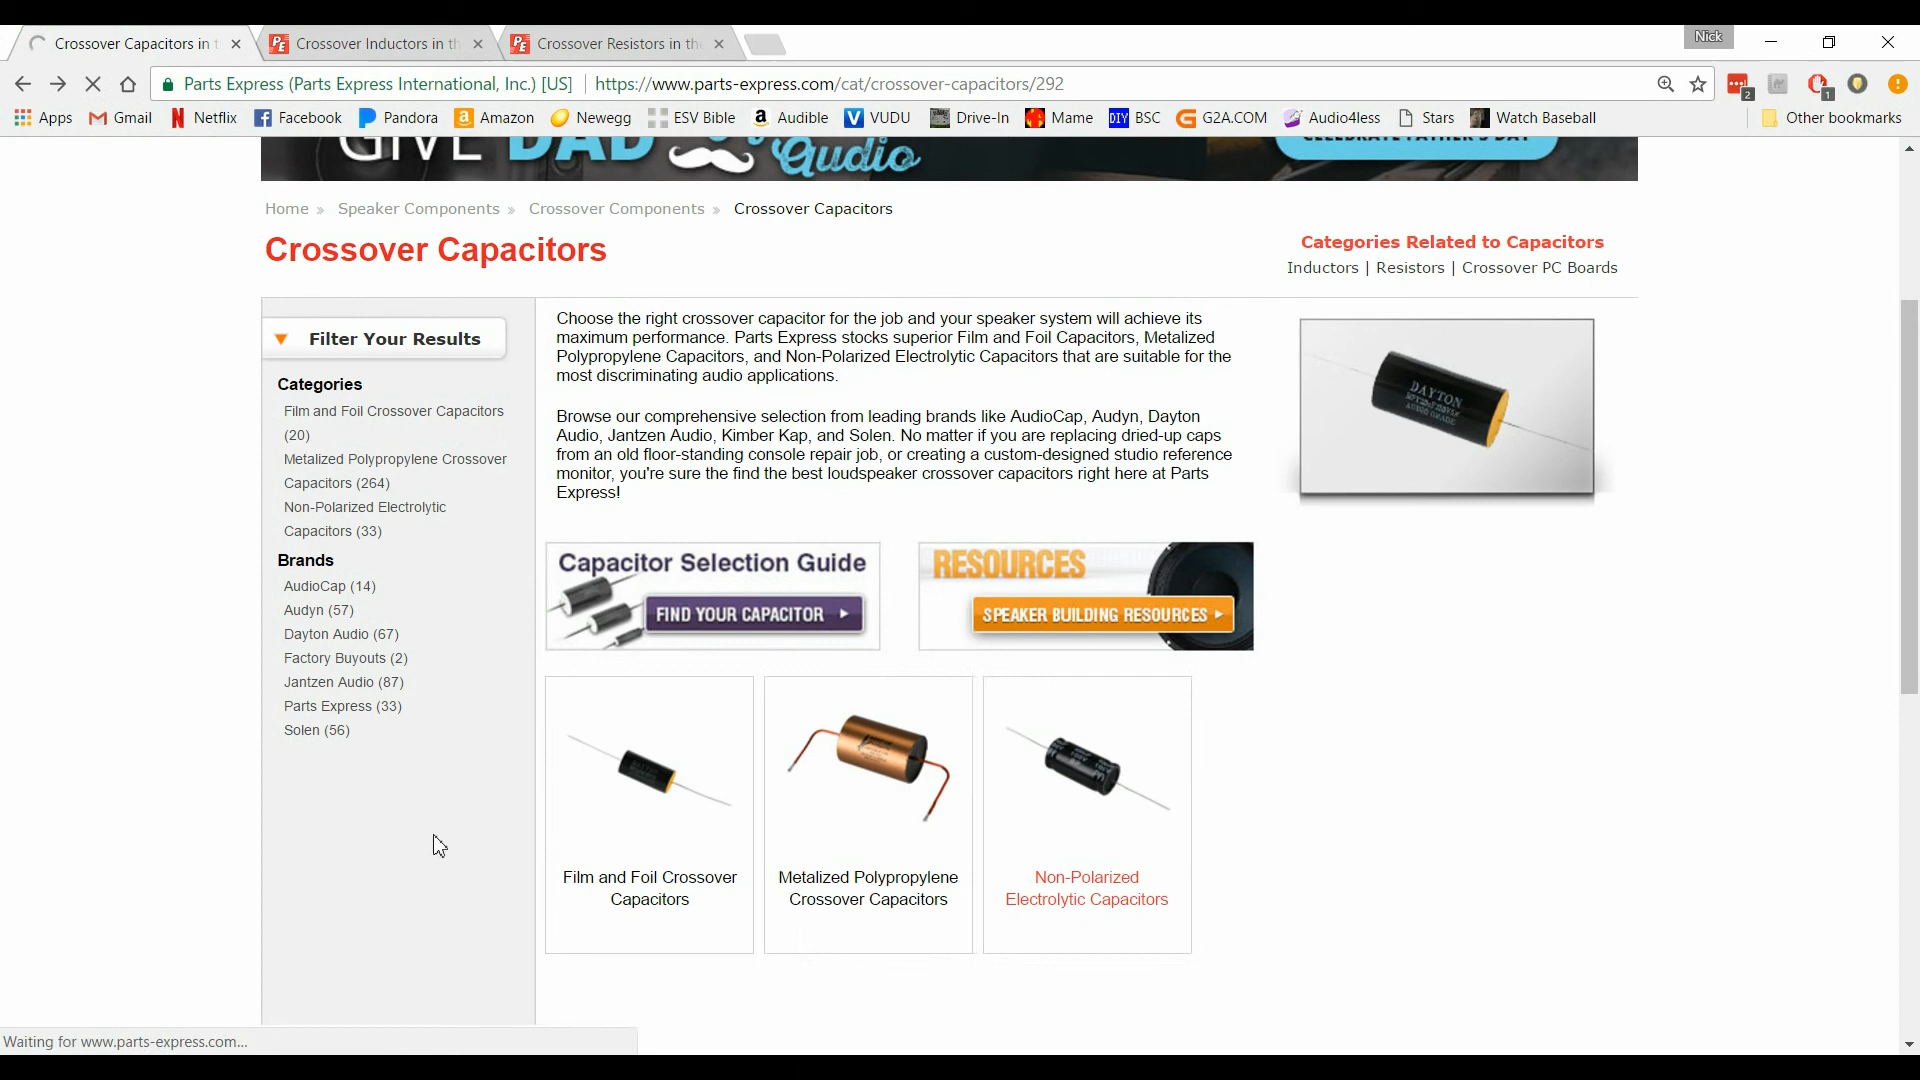 Crossover Capacitors in t
Crossover Inductors in th
Crossover Resistors in the
Nick
Parts Express (Parts Express International, Inc.) [US]
https://www.parts-express.com/cat/crossover-capacitors/292
2
1
Apps
Gmail
Netflix
Facebook
Pandora
Amazon
Newegg
ESV Bible
Audible
VUDU
Drive-In
Mame
BSC
G2A.COM
Audio4less
Stars
Watch Baseball
Other bookmarks
GIVE DAD
audio
CELEBRATE FATHER'S DAY
Home » Speaker Components » Crossover Components » Crossover Capacitors
Crossover Capacitors
Categories Related to Capacitors
Inductors | Resistors | Crossover PC Boards
Filter Your Results
Categories
Film and Foil Crossover Capacitors
(20)
Metalized Polypropylene Crossover
Capacitors (264)
Non-Polarized Electrolytic
Capacitors (33)
Brands
AudioCap (14)
Audyn (57)
Dayton Audio (67)
Factory Buyouts (2)
Jantzen Audio (87)
Parts Express (33)
Solen (56)
Choose the right crossover capacitor for the job and your speaker system will achieve its
maximum performance. Parts Express stocks superior Film and Foil Capacitors, Metalized
Polypropylene Capacitors, and Non-Polarized Electrolytic Capacitors that are suitable for the
most discriminating audio applications.
Browse our comprehensive selection from leading brands like AudioCap, Audyn, Dayton
Audio, Jantzen Audio, Kimber Kap, and Solen. No matter if you are replacing dried-up caps
from an old floor-standing console repair job, or creating a custom-designed studio reference
monitor, you're sure the find the best loudspeaker crossover capacitors right here at Parts
Express!
DAYTON
Capacitor Selection Guide
FIND YOUR CAPACITOR
RESOURCES
SPEAKER BUILDING RESOURCES
Film and Foil Crossover
Capacitors
Metalized Polypropylene
Crossover Capacitors
Non-Polarized
Electrolytic Capacitors
Waiting for www.parts-express.com...